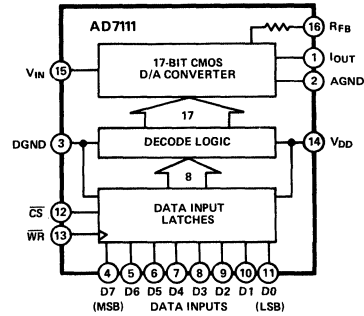 AD7111
16 RFB
17-BIT CMOS
D/A CONVERTER
VIN 15
1 IOUT
2 AGND
17
DGND 3
DECODE LOGIC
14 VDD
8
DATA INPUT
LATCHES
CS 12
WR 13
4 5 6 7 8 9 10 11
D7 D6 D5 D4 D3 D2 D1 D0
(MSB) DATA INPUTS (LSB)